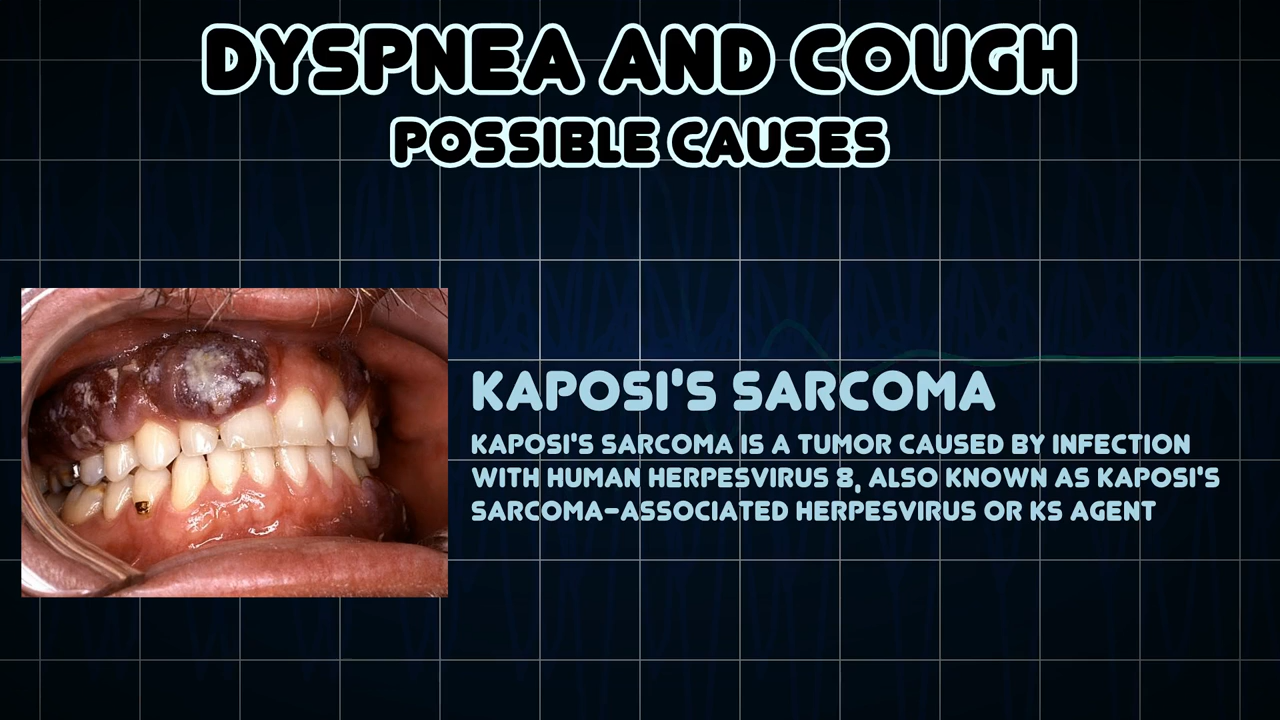 DYSPNEA AND COUGH
POSSIBLE CAUSES
KAPOSI'S SARCOMA
KAPOSI'S SARCOMA IS A TUMOR CAUSED BY INFECTION
WITH HUMAN HERPESVIRUS 8, ALSO KNOWN AS KAPOSI'S
SARCOMA-ASSOCIATED HERPESVIRUS OR KS AGENT